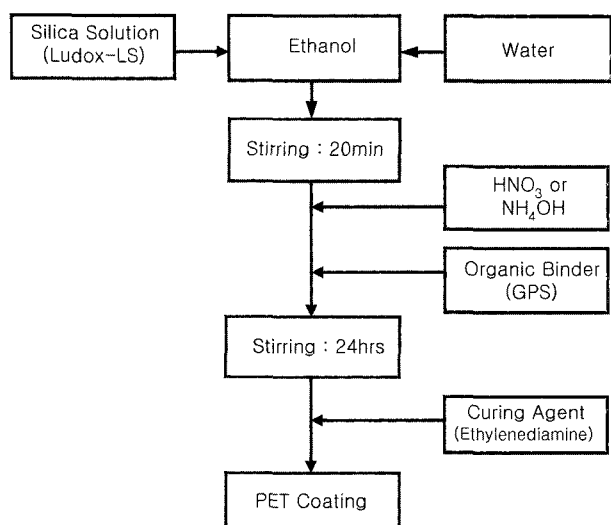 Silica Solution
(Ludox-LS)
Ethanol
Water
Stirring : 20min
HNO₃ or
NH₄OH
Organic Binder
(GPS)
Stirring : 24hrs
Curing Agent
(Ethylenediamine)
PET Coating